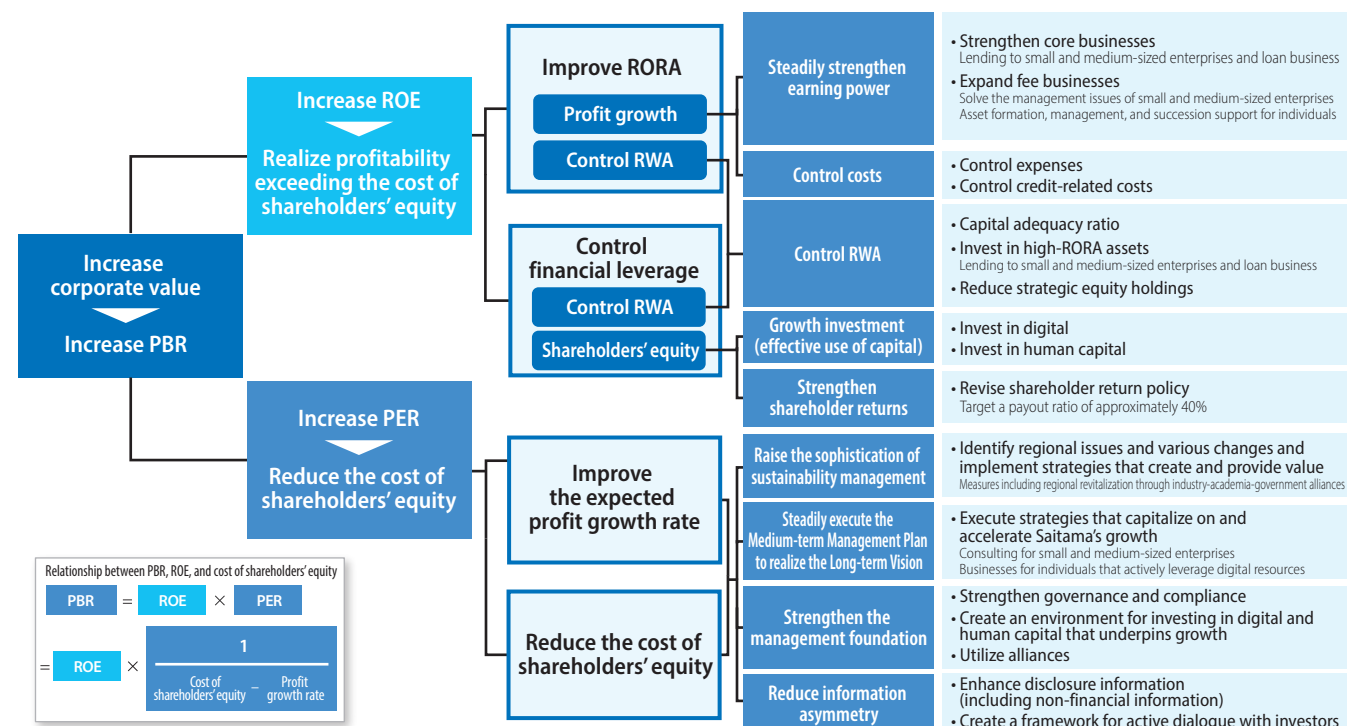 Increase
corporate value
Increase PBR
Increase ROE
Realize profitability
exceeding the cost of
shareholders' equity
Increase PER
Reduce the cost of
shareholders' equity
Improve RORA
Profit growth
Control RWA
Control
financial leverage
Control RWA
Shareholders' equity
Improve
the expected
profit growth rate
Reduce the cost of
shareholders' equity
Steadily strengthen
earning power
• Strengthen core businesses
Lending to small and medium-sized enterprises and loan business
• Expand fee businesses
Solve the management issues of small and medium-sized enterprises
Asset formation, management, and succession support for individuals
Control costs
• Control expenses
• Control credit-related costs
Control RWA
• Capital adequacy ratio
• Invest in high-RORA assets
Lending to small and medium-sized enterprises and loan business
• Reduce strategic equity holdings
Growth investment
(effective use of capital)
• Invest in digital
• Invest in human capital
Strengthen
shareholder returns
• Revise shareholder return policy
Target a payout ratio of approximately 40%
Raise the sophistication of
sustainability management
• Identify regional issues and various changes and
implement strategies that create and provide value
Measures including regional revitalization through industry-academia-government alliances
Steadily execute the
Medium-term Management Plan
to realize the Long-term Vision
• Execute strategies that capitalize on and
accelerate Saitama's growth
Consulting for small and medium-sized enterprises
Businesses for individuals that actively leverage digital resources
Strengthen the
management foundation
• Strengthen governance and compliance
• Create an environment for investing in digital and
human capital that underpins growth
• Utilize alliances
Reduce information
asymmetry
• Enhance disclosure information
(including non-financial information)
• Create a framework for active dialogue with investors
Relationship between PBR, ROE, and cost of shareholders' equity
PBR = ROE × PER
= ROE ×
1
Cost of
shareholders' equity − Profit
growth rate